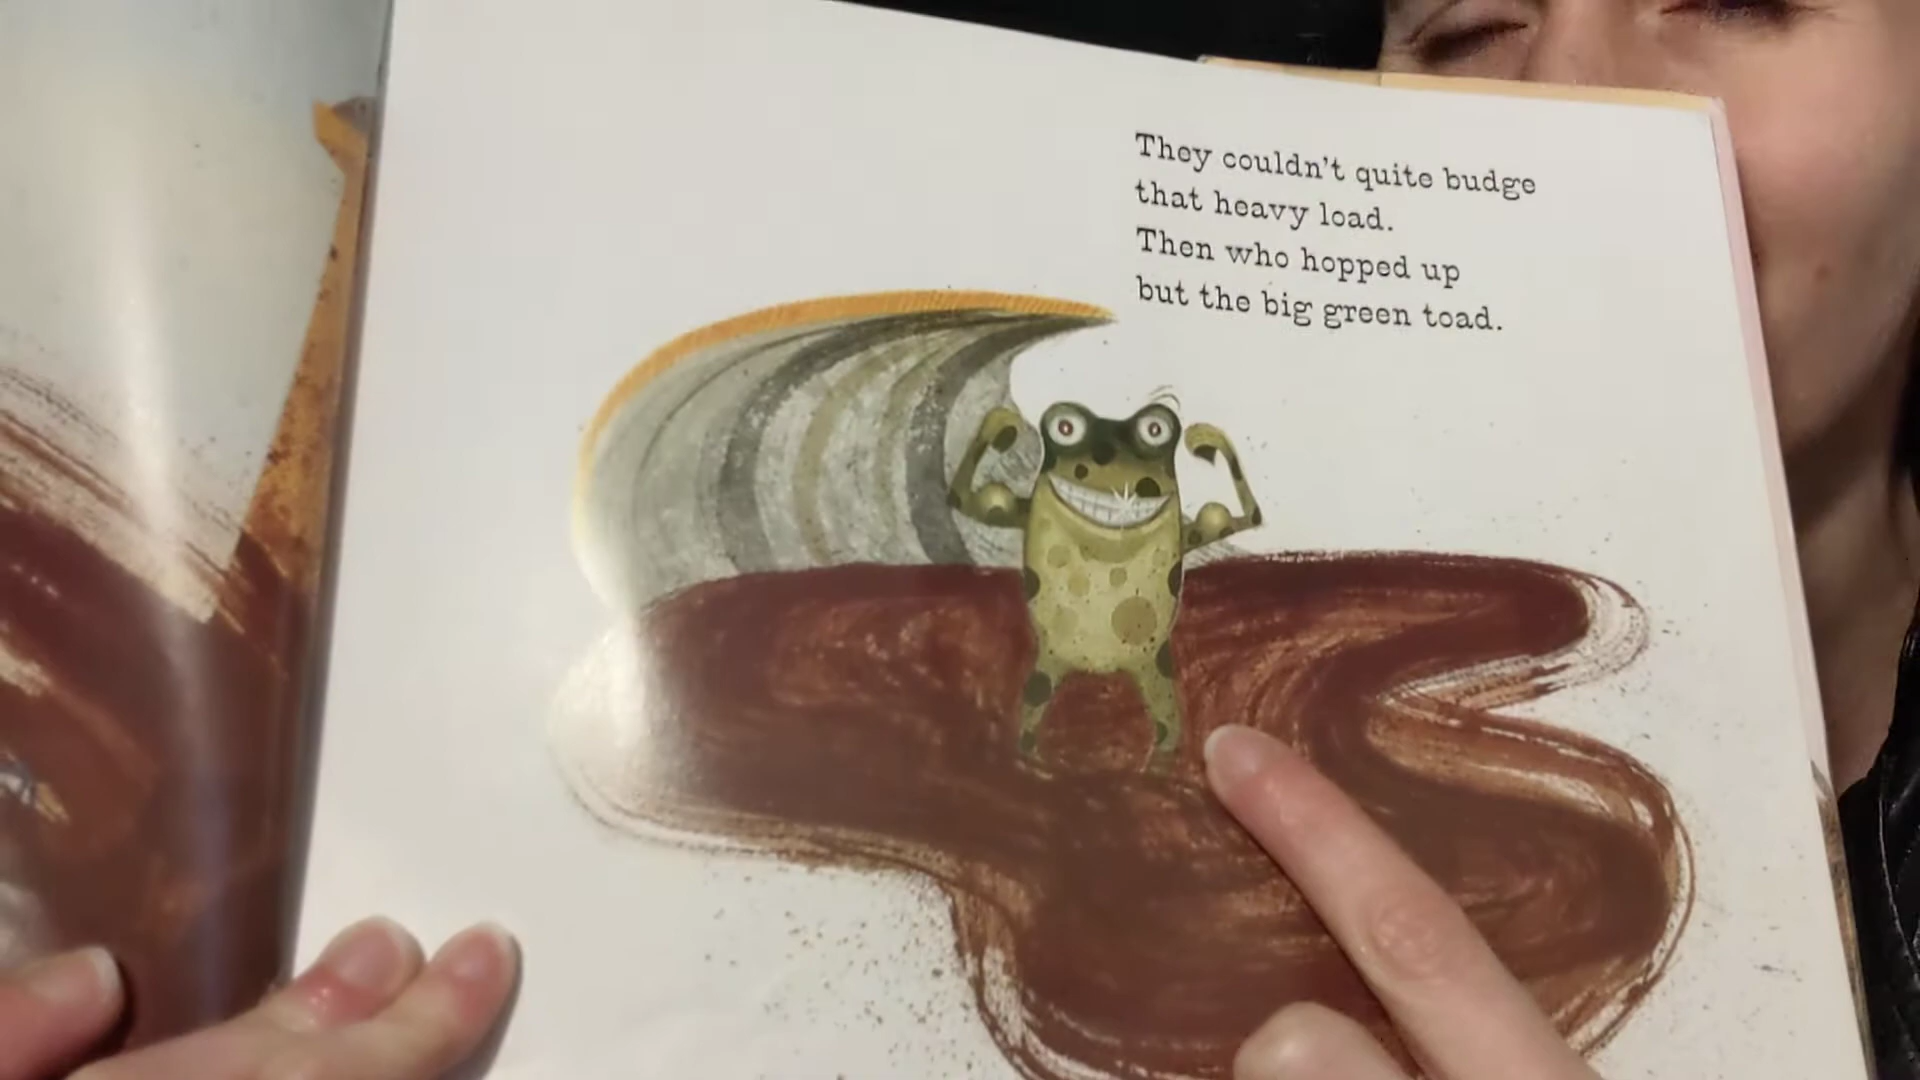 They couldn't quite budge
that heavy load.
Then who hopped up
but the big green toad.